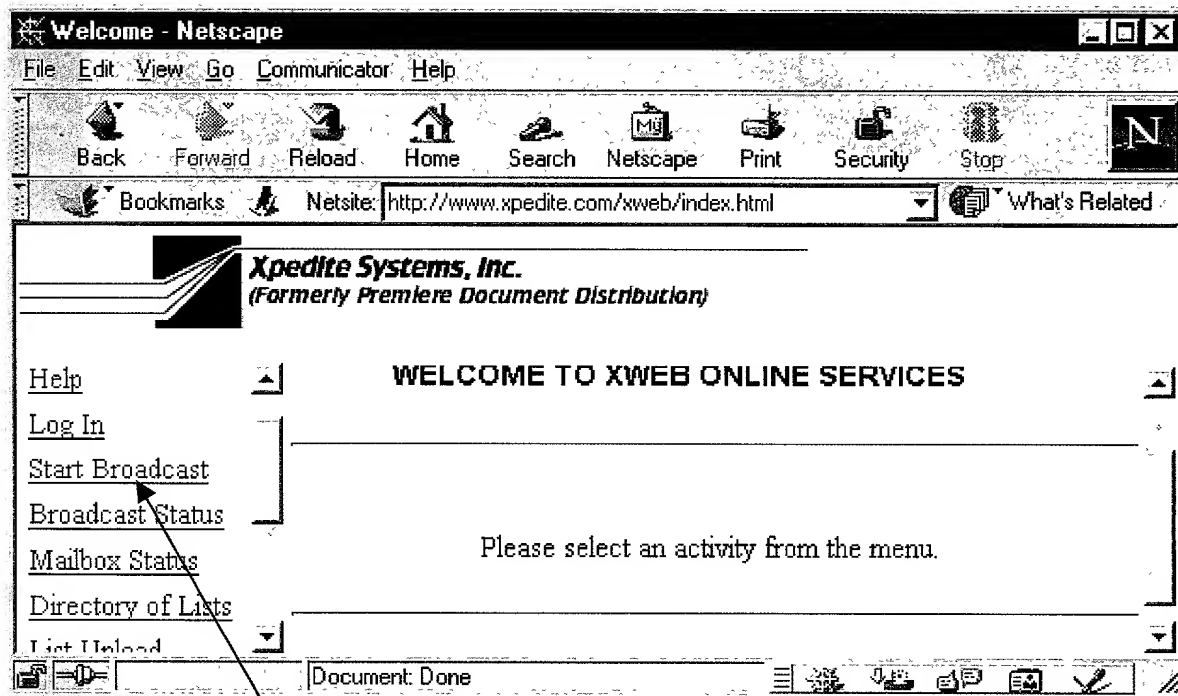 Welcome - Netscape
File Edit View Go Communicator Help
Back Forward Reload Home Search Netscape Print Security Stop
My
N
Bookmarks Netsite: http://www.xpedite.com/xweb/index.html What's Related
Xpedite Systems, Inc.
(Formerly Premiere Document Distribution)
WELCOME TO XWEB ONLINE SERVICES
Help
Log In
Start Broadcast
Broadcast Status
Mailbox Status
Directory of Lists
List Upload
Please select an activity from the menu.
Document: Done